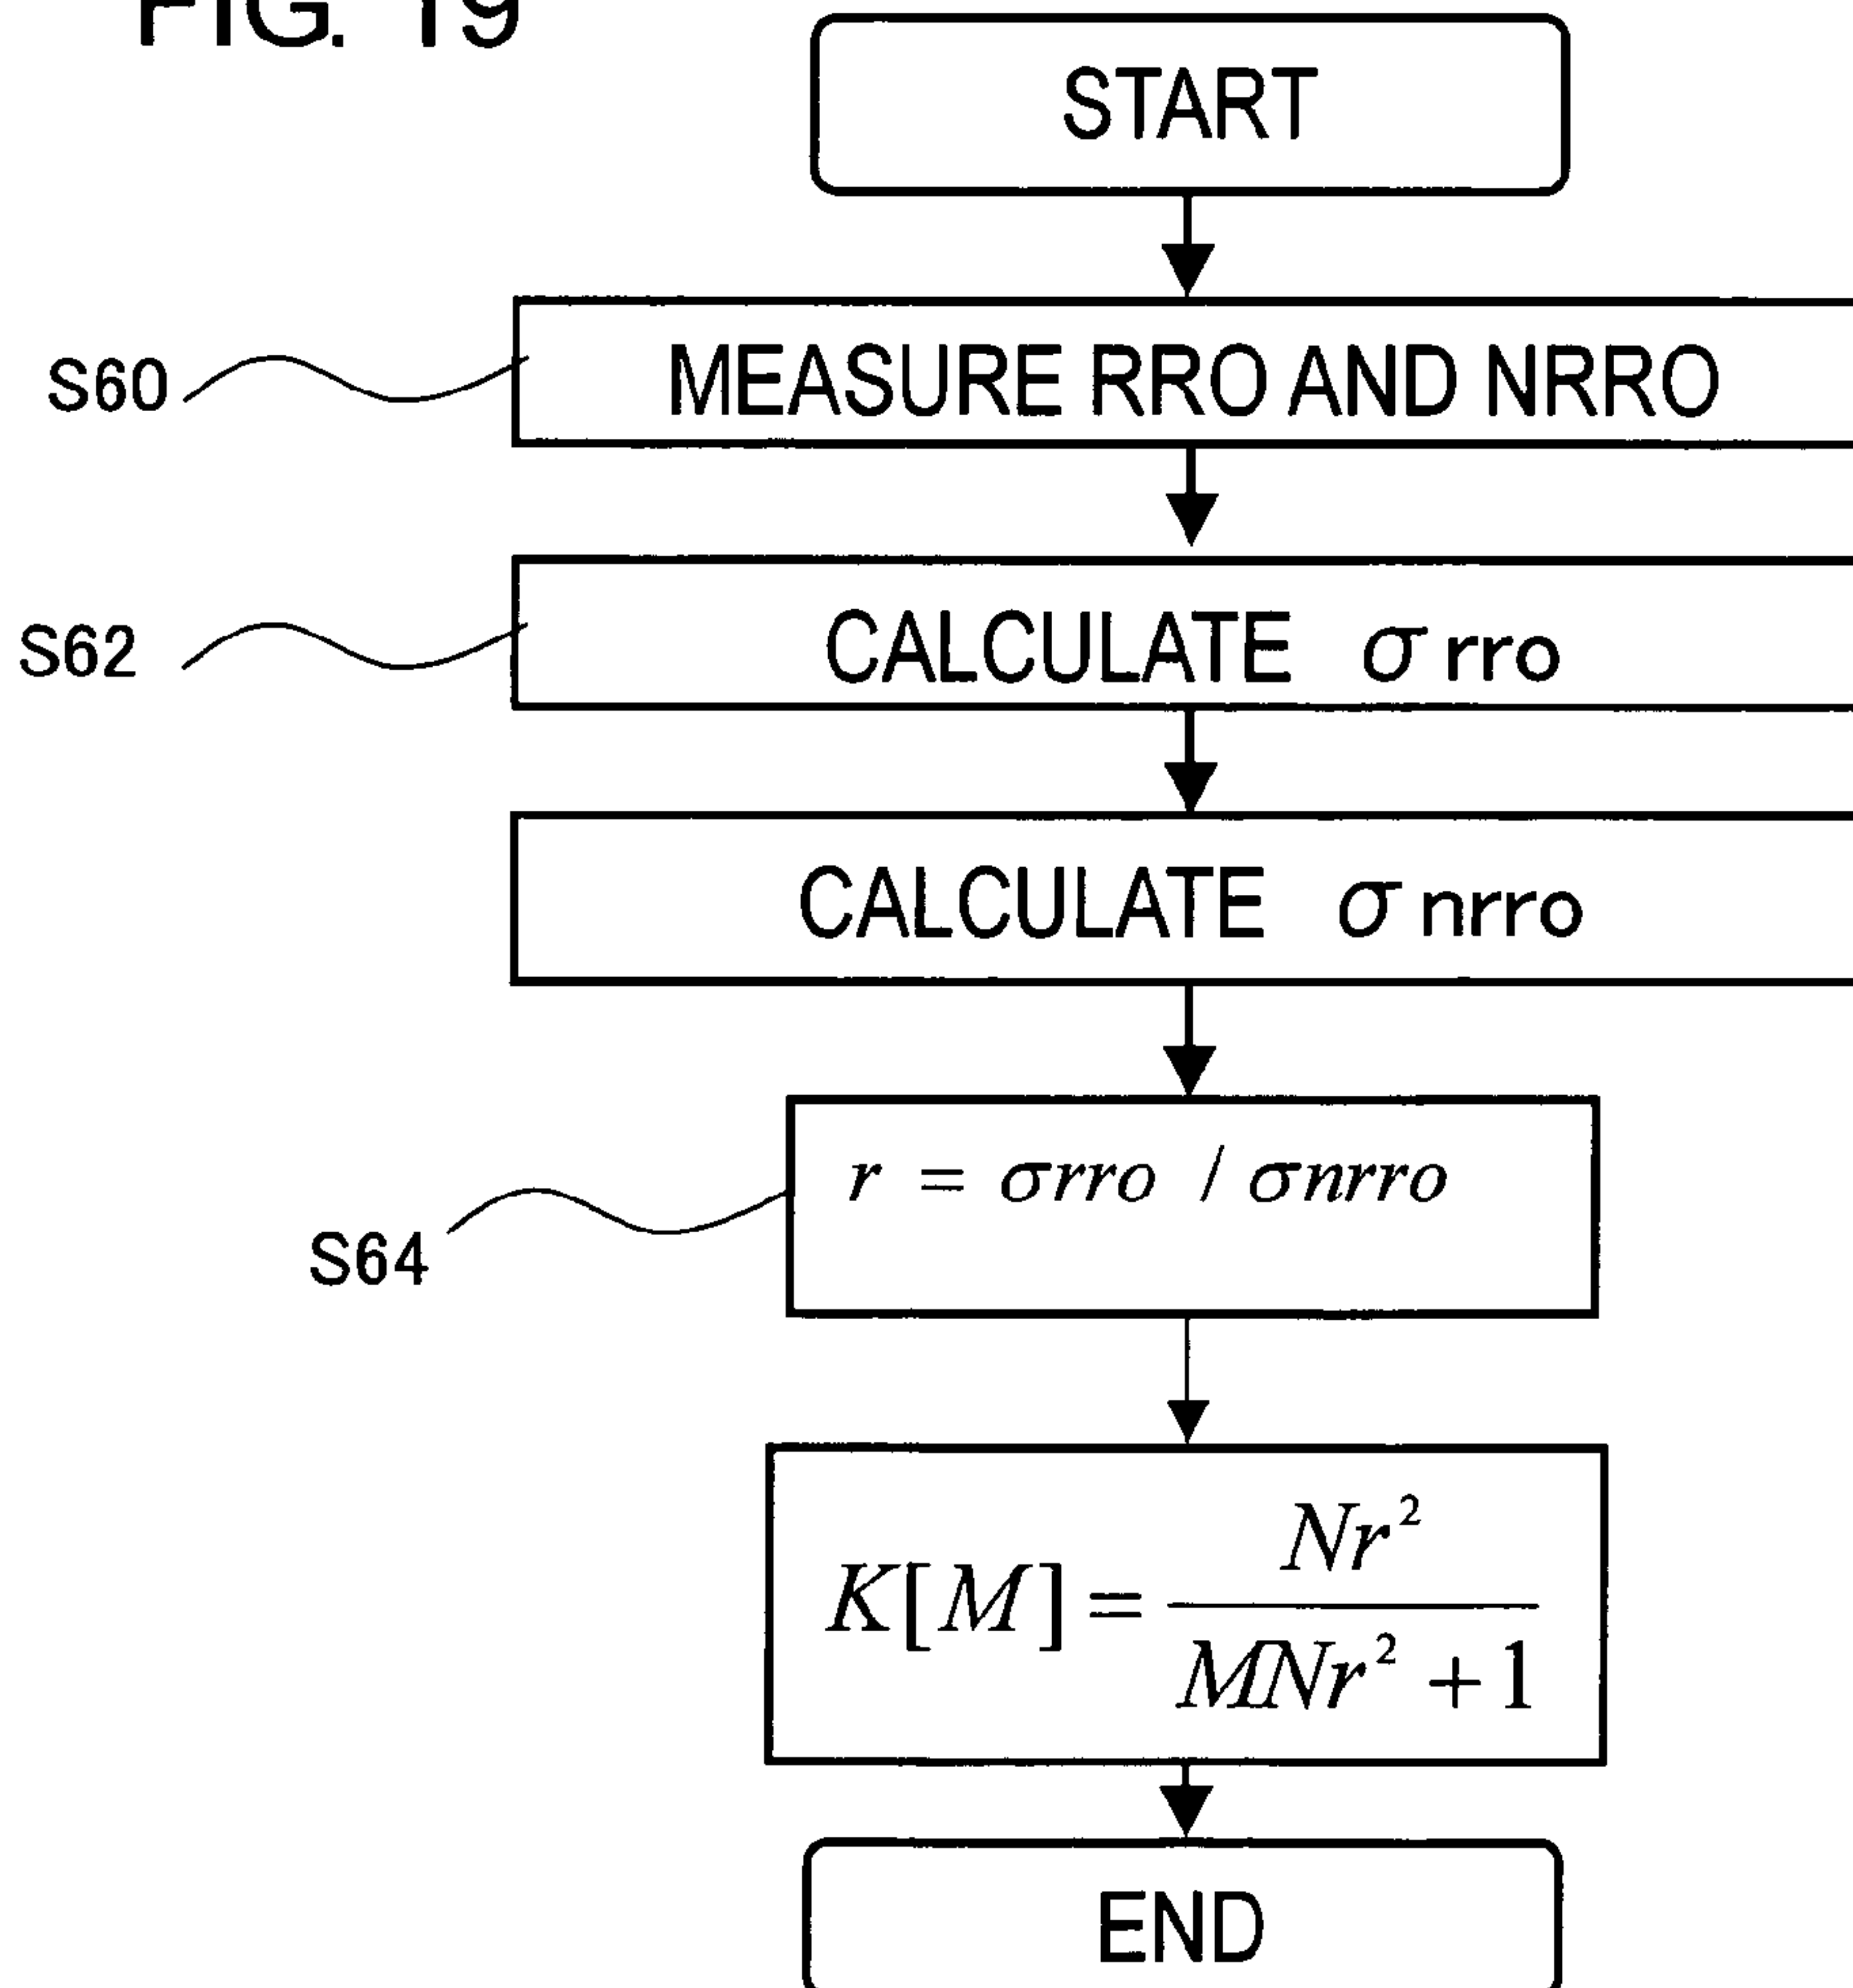 FIG. 19
START
S60
MEASURE RRO AND NRRO
S62
CALCULATE σrro
CALCULATE σnrro
r = σrro / σnrro
S64
K[M] = Nr² / MNr² + 1
END